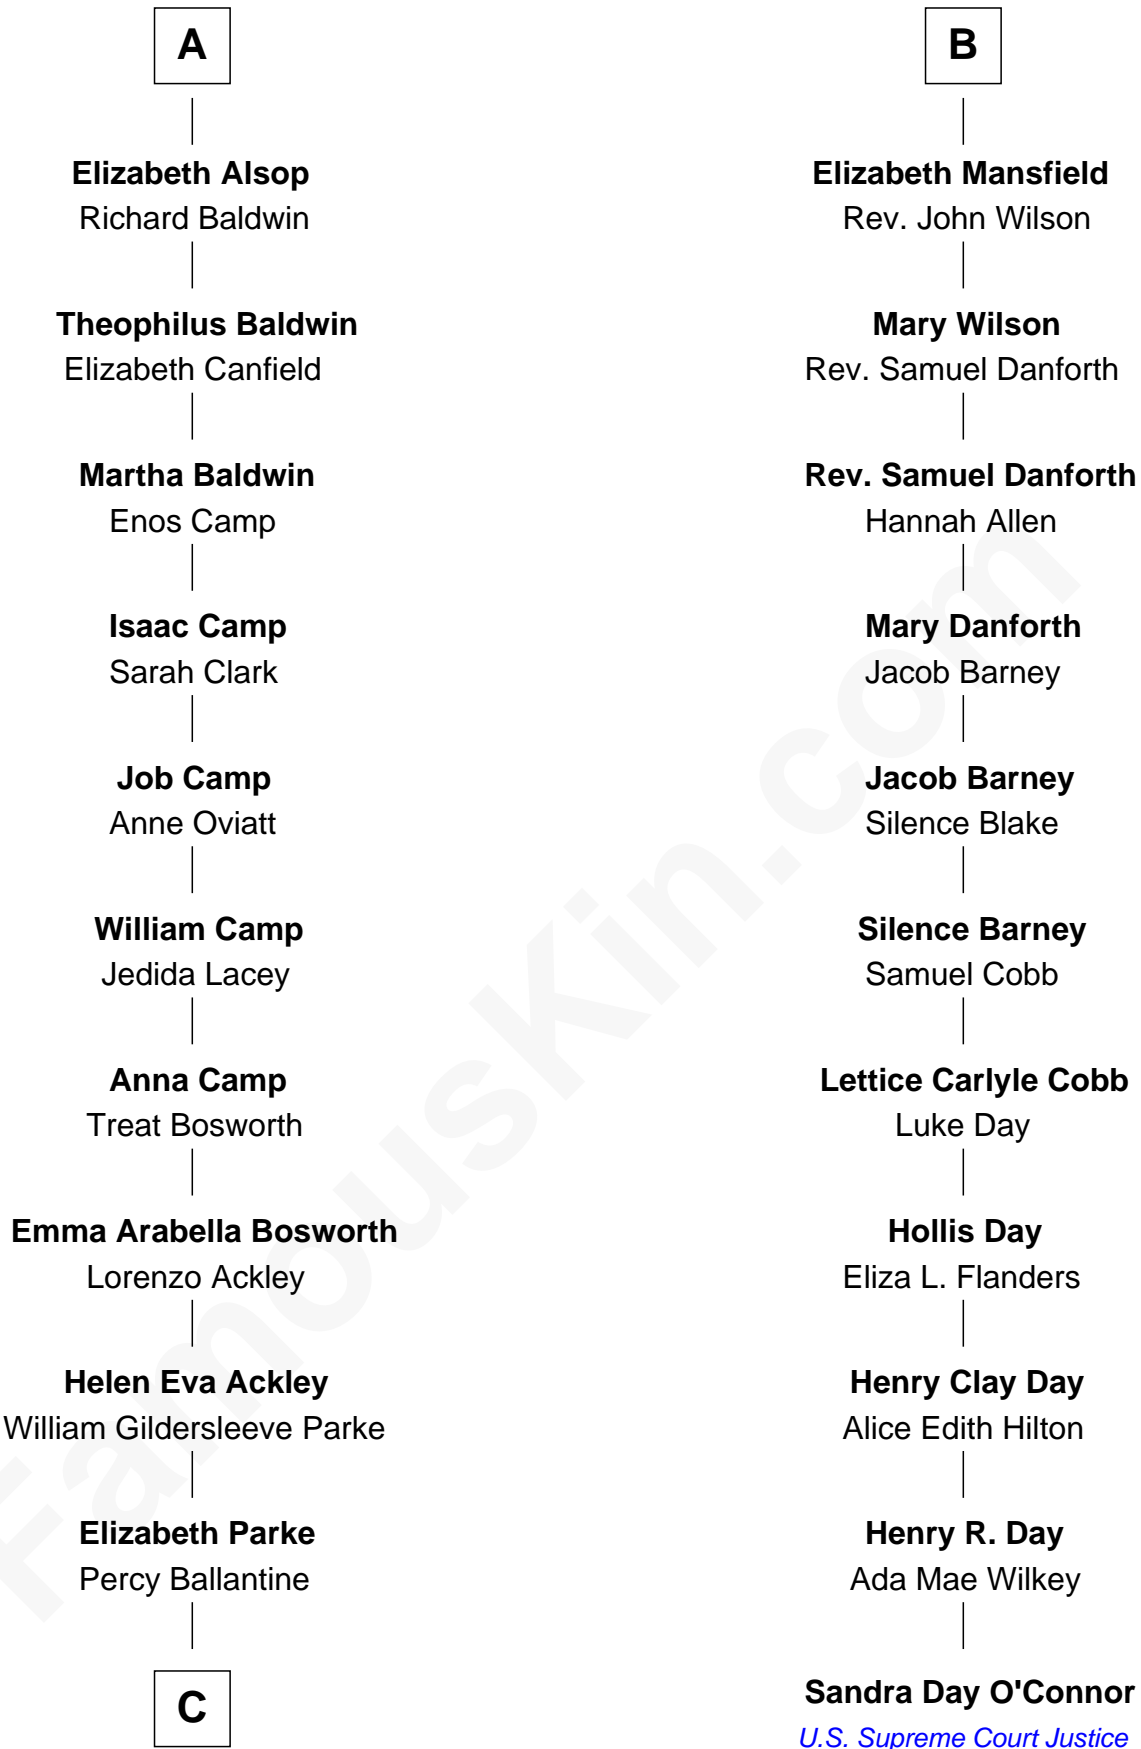 A
Elizabeth Alsop
Richard Baldwin
Theophilus Baldwin
Elizabeth Canfield
Martha Baldwin
Enos Camp
Isaac Camp
Sarah Clark
Job Camp
Anne Oviatt
William Camp
Jedida Lacey
Anna Camp
Treat Bosworth
Emma Arabella Bosworth
Lorenzo Ackley
Helen Eva Ackley
William Gildersleeve Parke
Elizabeth Parke
Percy Ballantine
C
B
Elizabeth Mansfield
Rev. John Wilson
Mary Wilson
Rev. Samuel Danforth
Rev. Samuel Danforth
Hannah Allen
Mary Danforth
Jacob Barney
Jacob Barney
Silence Blake
Silence Barney
Samuel Cobb
Lettice Carlyle Cobb
Luke Day
Hollis Day
Eliza L. Flanders
Henry Clay Day
Alice Edith Hilton
Henry R. Day
Ada Mae Wilkey
Sandra Day O'Connor
U.S. Supreme Court Justice
FamousKin.com